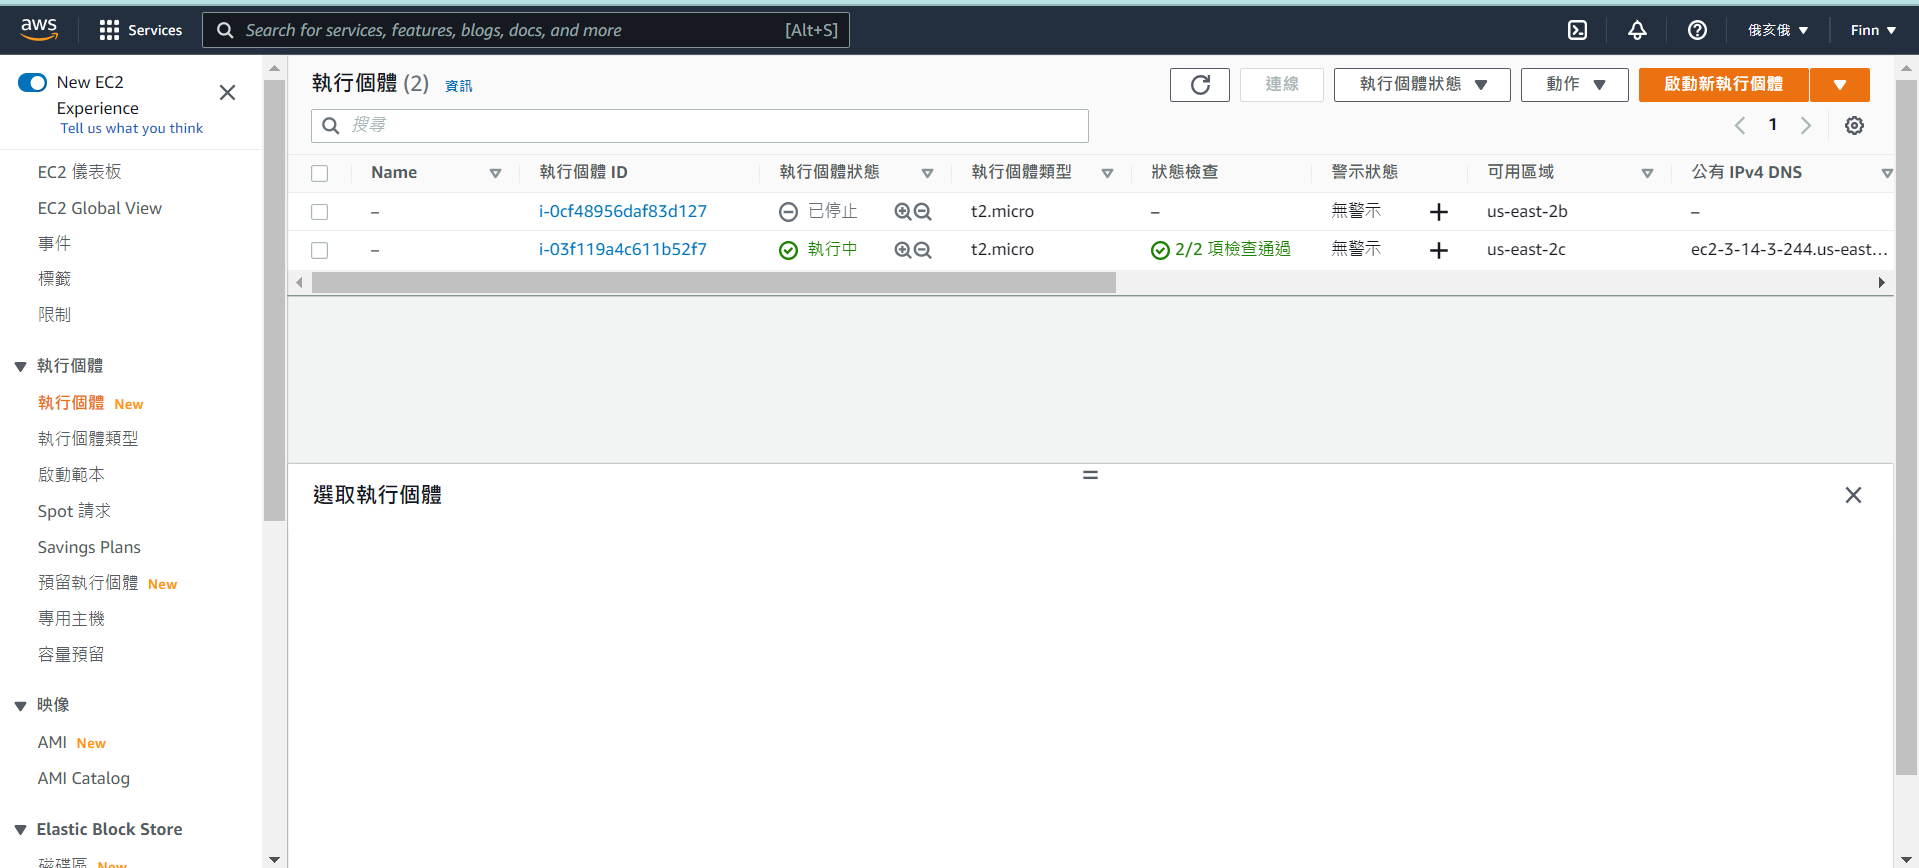 aws
Services
Search for services, features, blogs, docs, and more
[Alt+S]
俄亥俄
Finn
New EC2
Experience
Tell us what you think
EC2 儀表板
EC2 Global View
事件
標籤
限制
執行個體
執行個體 New
執行個體類型
啟動範本
Spot 請求
Savings Plans
預留執行個體 New
專用主機
容量預留
映像
AMI New
AMI Catalog
Elastic Block Store
磁碟區 New
執行個體 (2) 資訊
連線
執行個體狀態
動作
啟動新執行個體
搜尋
1
Name 執行個體 ID 執行個體狀態 執行個體類型 狀態檢查 警示狀態 可用區域 公有 IPv4 DNS
– i-0cf48956daf83d127 已停止 t2.micro – 無警示 + us-east-2b –
– i-03f119a4c611b52f7 執行中 t2.micro 2/2 項檢查通過 無警示 + us-east-2c ec2-3-14-3-244.us-east...
選取執行個體